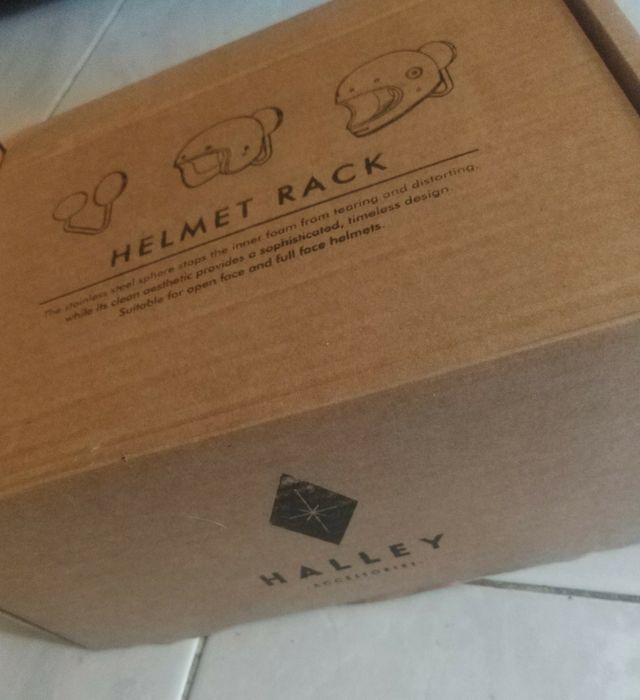 HELMET RACK
The stainless steel sphere stops the inner foam from tearing and distorting,
while its clean aesthetic provides a sophisticated, timeless design.
Suitable for open face and full face helmets.
HALLEY
ACCESSORIES